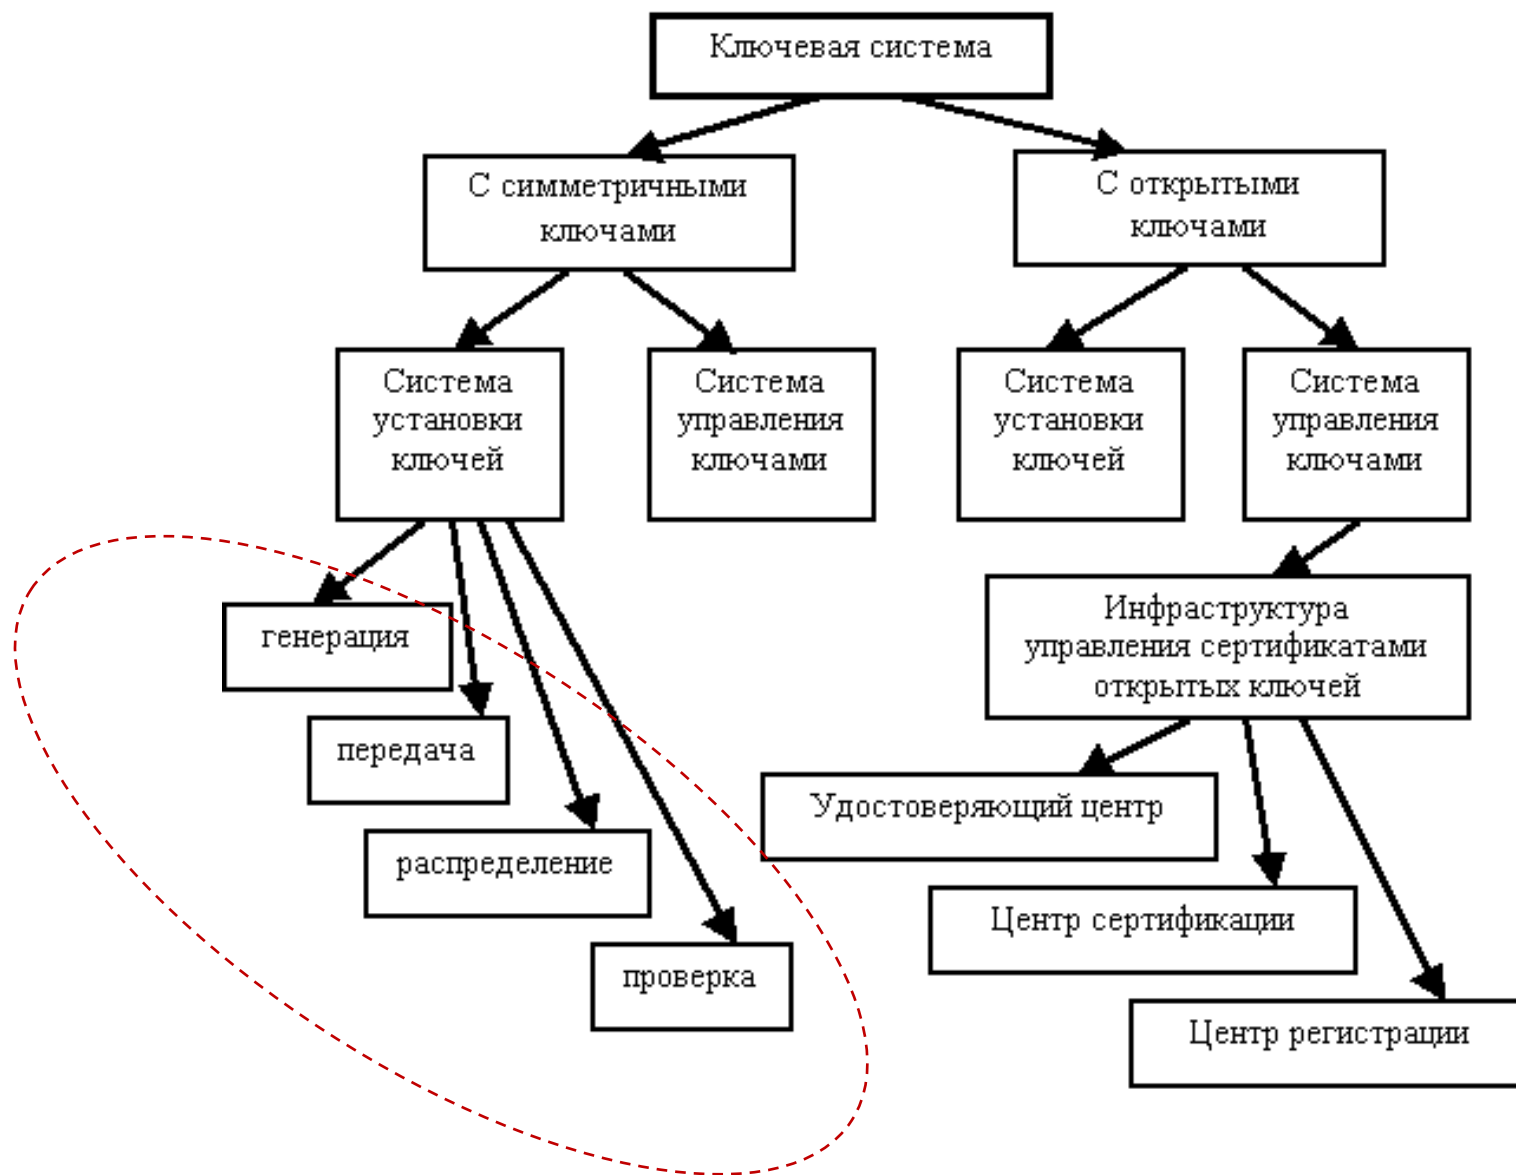 Ключевая система
С симметричными
ключами
С открытыми
ключами
Система
установки
ключей
Система
управления
ключами
Система
установки
ключей
Система
управления
ключами
генерация
передача
распределение
проверка
Инфраструктура
управления сертификатами
открытых ключей
Удостоверяющий центр
Центр сертификации
Центр регистрации